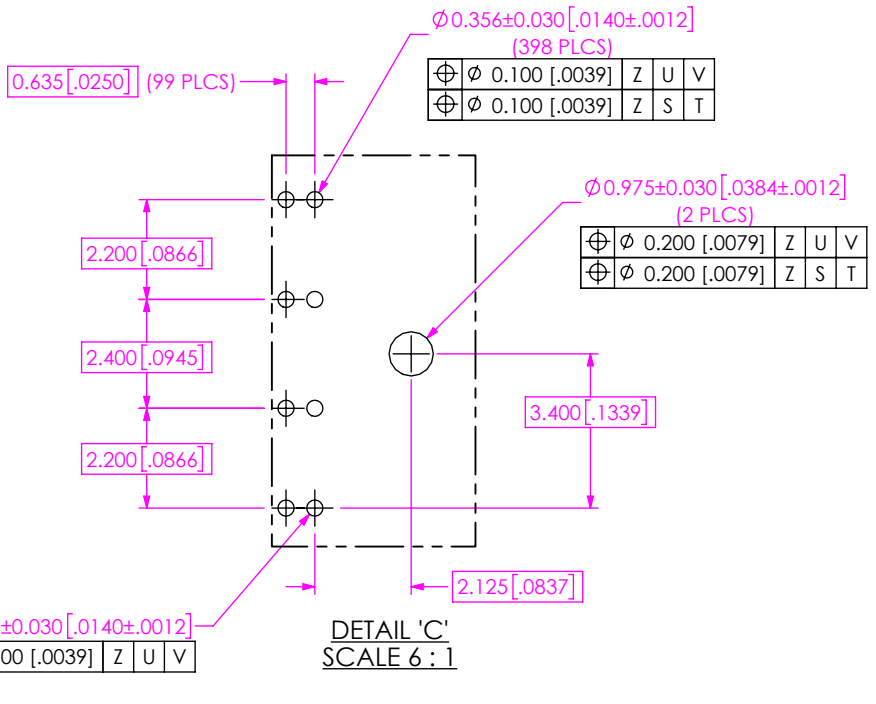 ⌀0.356±0.030[.0140±.0012]
(398 PLCS)
⌖ ⌀ 0.100 [.0039] Z U V
⌖ ⌀ 0.100 [.0039] Z S T
0.635[.0250] (99 PLCS)
⌀0.975±0.030[.0384±.0012]
(2 PLCS)
⌖ ⌀ 0.200 [.0079] Z U V
⌖ ⌀ 0.200 [.0079] Z S T
2.200[.0866]
2.400[.0945]
3.400[.1339]
2.200[.0866]
2.125[.0837]
±0.030[.0140±.0012]
00 [.0039] Z U V
DETAIL 'C'
SCALE 6 : 1